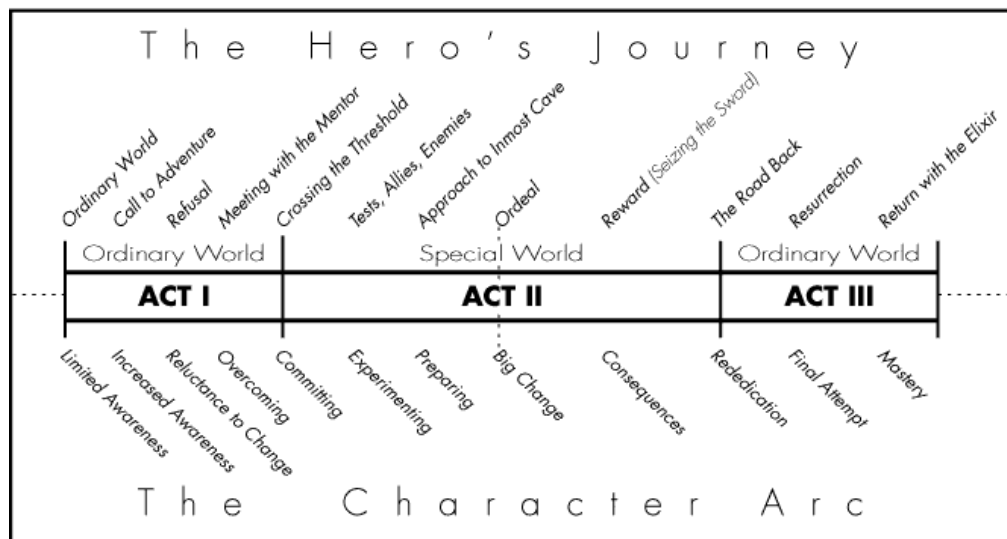 The Hero's Journey
Ordinary World
Call to Adventure
Refusal
Meeting with the Mentor
Crossing the Threshold
Tests, Allies, Enemies
Approach to Inmost Cave
Ordeal
Reward (Seizing the Sword)
The Road Back
Resurrection
Return with the Elixir
Ordinary World
Special World
Ordinary World
ACT I
ACT II
ACT III
Limited Awareness
Increased Awareness
Reluctance to Change
Overcoming
Committing
Experimenting
Preparing
Big Change
Consequences
Rededication
Final Attempt
Mastery
The Character Arc